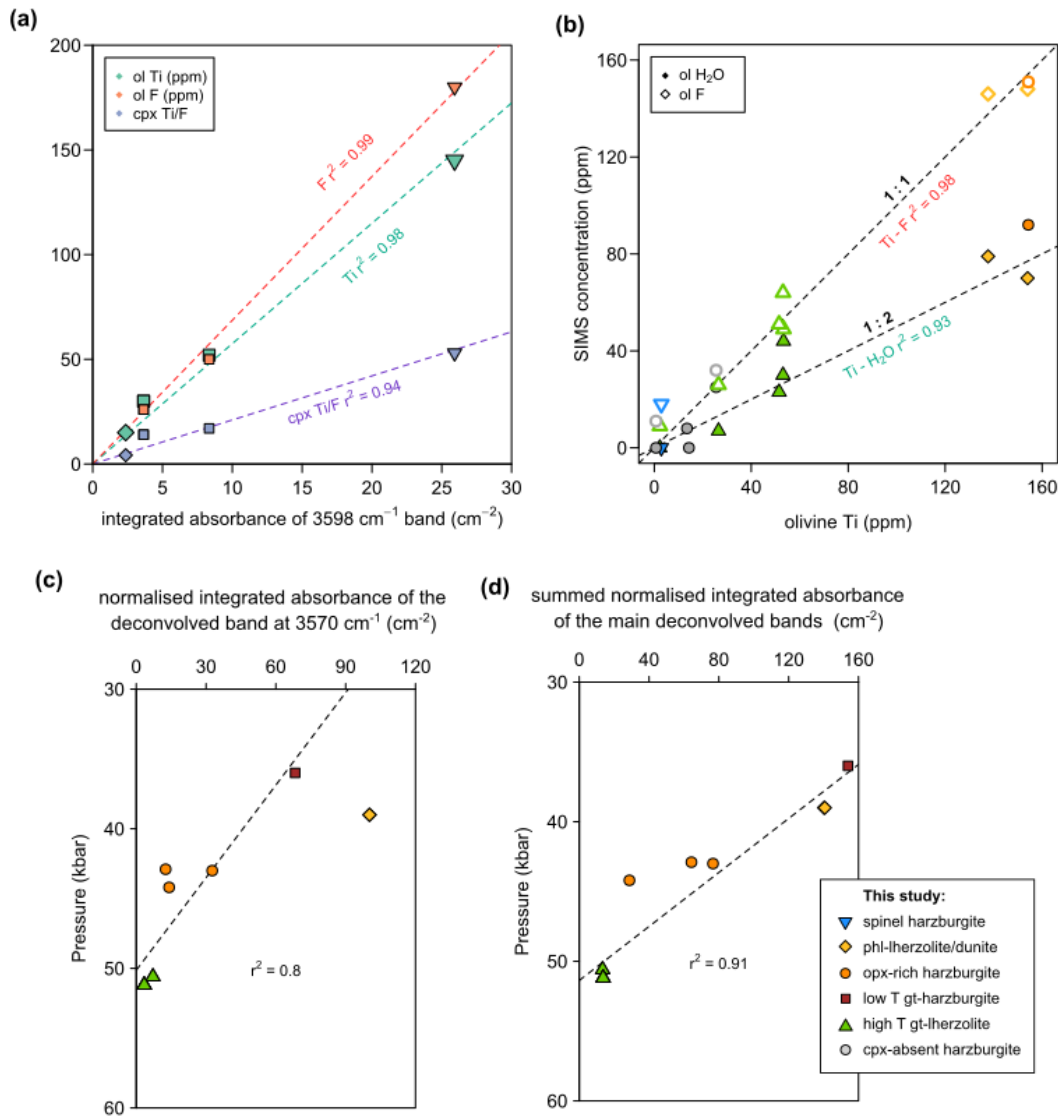 (a)
200
150
100
50
0
ol Ti (ppm)
ol F (ppm)
cpx Ti/F
F r² = 0.99
Ti r² = 0.98
cpx Ti/F r² = 0.94
0 5 10 15 20 25 30
integrated absorbance of 3598 cm⁻¹ band (cm⁻²)
(b)
SIMS concentration (ppm)
160
120
80
40
0
ol H₂O
ol F
1 : 1
Ti - F r² = 0.98
1 : 2
Ti - H₂O r² = 0.93
0 40 80 120 160
olivine Ti (ppm)
(c)
normalised integrated absorbance of the
deconvolved band at 3570 cm⁻¹ (cm⁻²)
0 30 60 90 120
Pressure (kbar)
30
40
50
60
r² = 0.8
(d)
summed normalised integrated absorbance
of the main deconvolved bands (cm⁻²)
0 40 80 120 160
Pressure (kbar)
30
40
50
60
r² = 0.91
This study:
spinel harzburgite
phl-lherzolite/dunite
opx-rich harzburgite
low T gt-harzburgite
high T gt-lherzolite
cpx-absent harzburgite